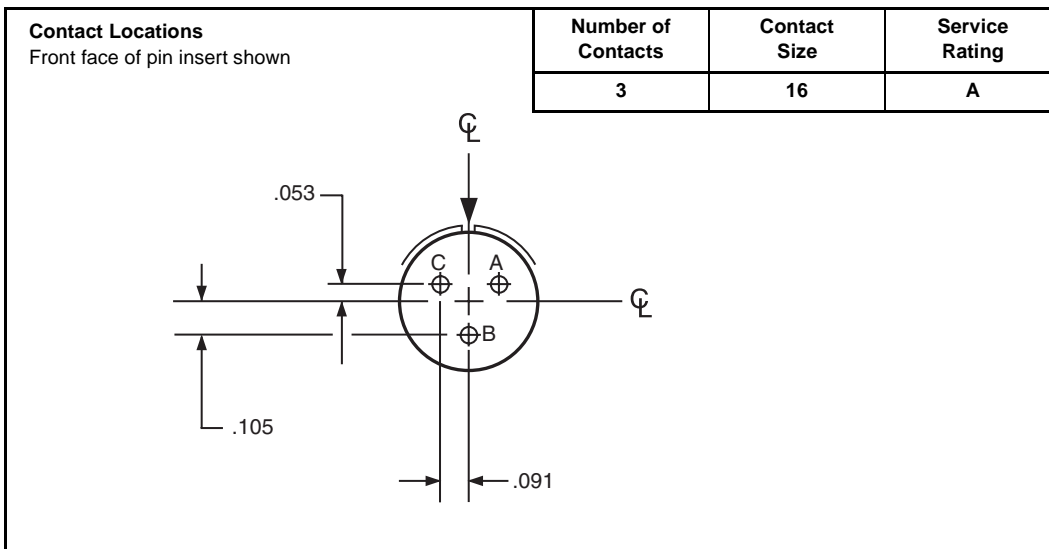 Contact Locations
Front face of pin insert shown
Number of Contacts
Contact Size
Service Rating
3
16
A
℄
.053
C
A
℄
B
.105
.091